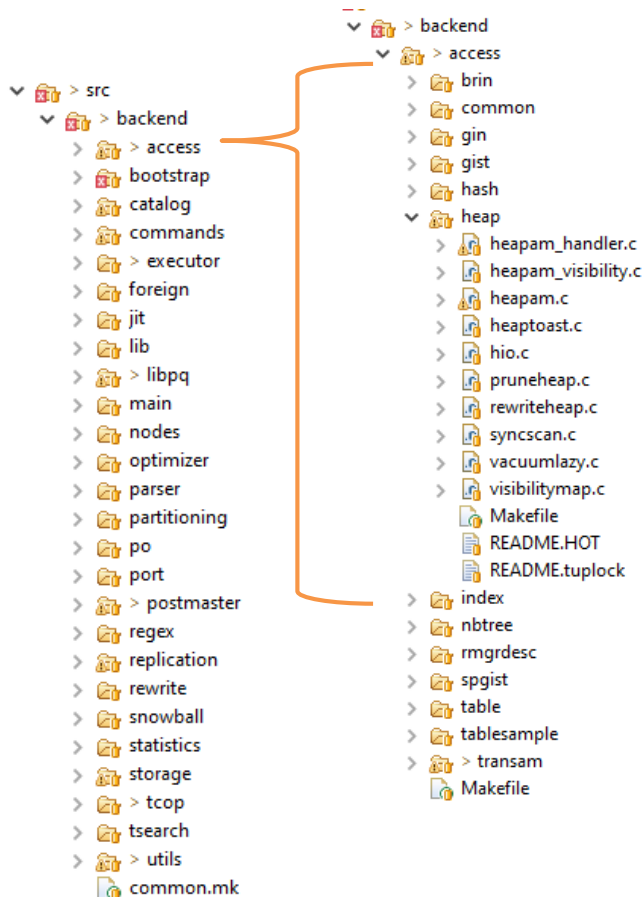 > src
> backend
> access
bootstrap
catalog
commands
> executor
foreign
jit
lib
> libpq
main
nodes
optimizer
parser
partitioning
po
port
> postmaster
regex
replication
rewrite
snowball
statistics
storage
> tcop
tsearch
> utils
common.mk
> backend
> access
brin
common
gin
gist
hash
heap
heapam_handler.c
heapam_visibility.c
heapam.c
heaptoast.c
hio.c
pruneheap.c
rewriteheap.c
syncscan.c
vacuumlazy.c
visibilitymap.c
Makefile
README.HOT
README.tuplock
index
nbtree
rmgrdesc
spgist
table
tablesample
> transam
Makefile